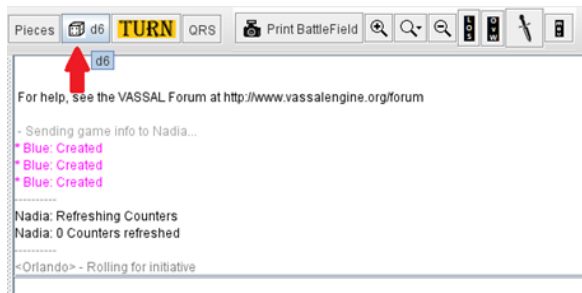 Pieces d6 TURN QRS Print BattleField LOS OvW
d6
For help, see the VASSAL Forum at http://www.vassalengine.org/forum
- Sending game info to Nadia...
* Blue: Created
* Blue: Created
* Blue: Created
----------
Nadia: Refreshing Counters
Nadia: 0 Counters refreshed
----------
<Orlando> - Rolling for initiative